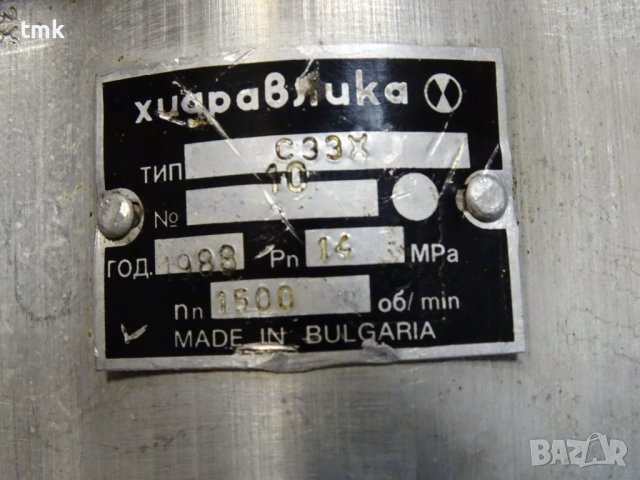 tmk
хидравлика
ТИП С33Х
№ 10
ГОД. 1988 Pn 14 MPa
nn 1500 об/min
MADE IN BULGARIA
BAZAR